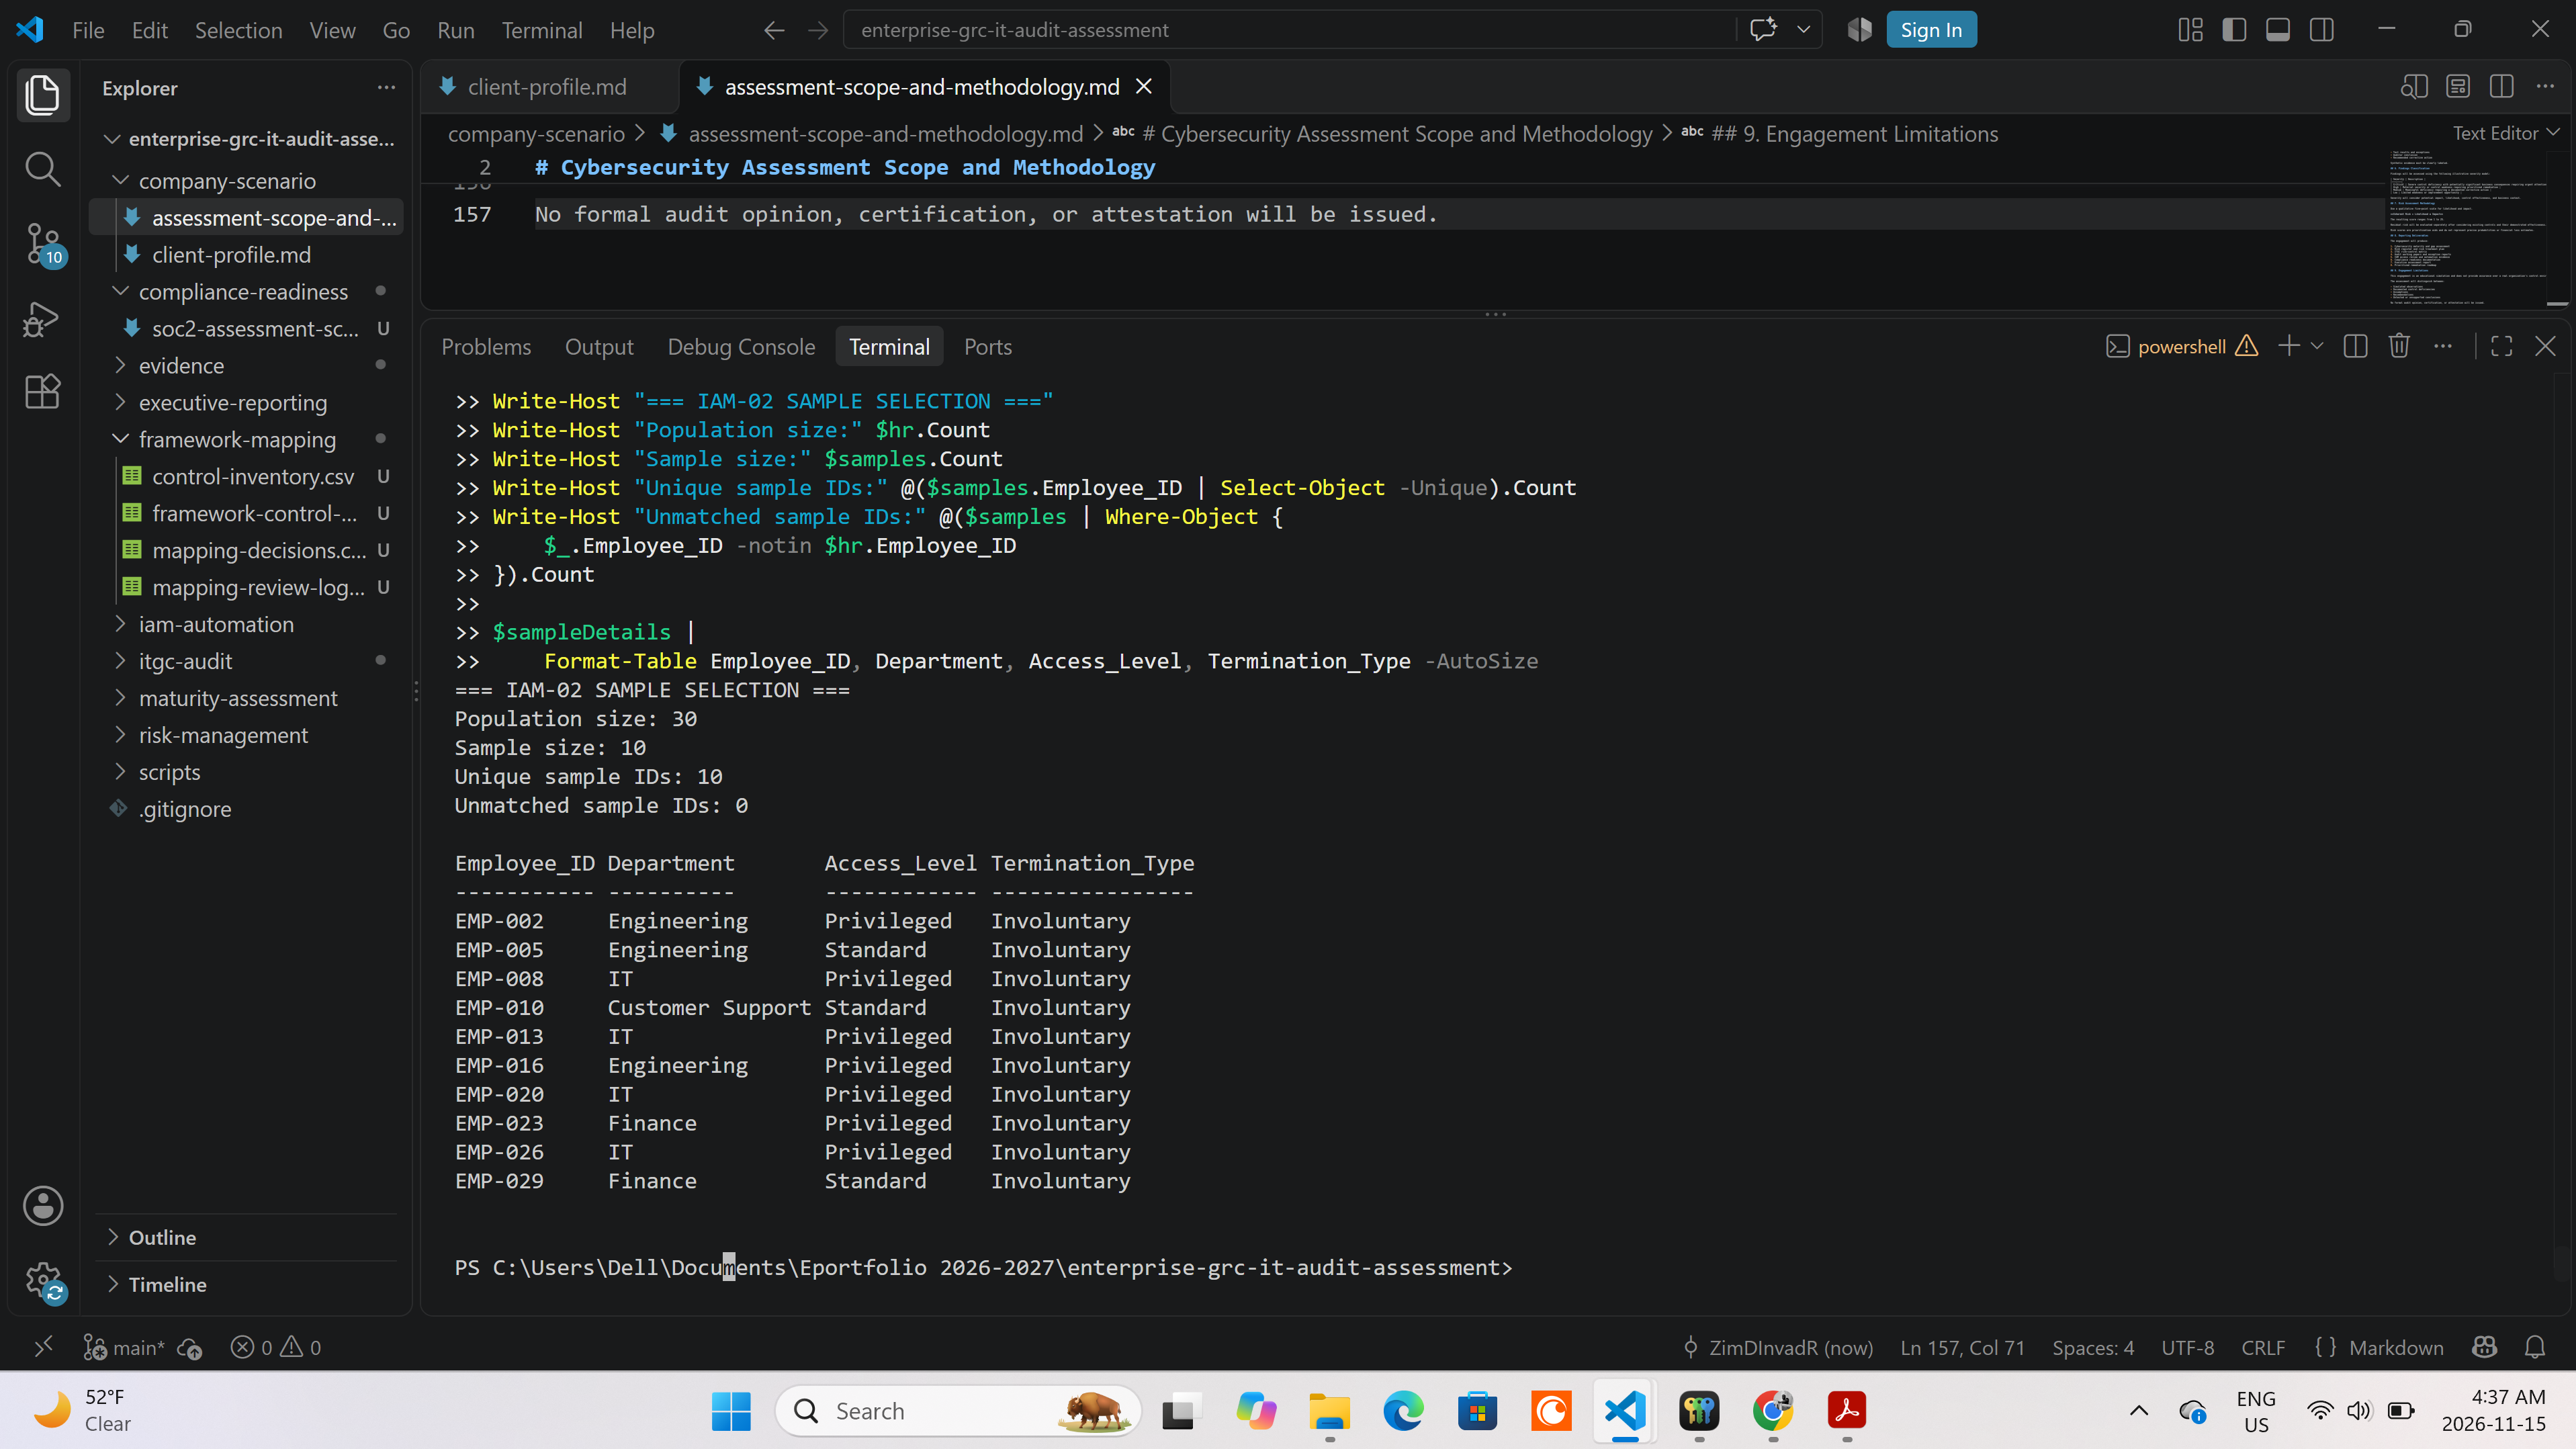 File Edit Selection View Go Run Terminal Help
enterprise-grc-it-audit-assessment
Sign In
Explorer
enterprise-grc-it-audit-asse...
company-scenario
assessment-scope-and-...
client-profile.md
compliance-readiness
soc2-assessment-sc... U
evidence
executive-reporting
framework-mapping
control-inventory.csv U
framework-control-... U
mapping-decisions.c... U
mapping-review-log... U
iam-automation
itgc-audit
maturity-assessment
risk-management
scripts
.gitignore
Outline
Timeline
10
client-profile.md
assessment-scope-and-methodology.md
company-scenario > assessment-scope-and-methodology.md > abc # Cybersecurity Assessment Scope and Methodology > abc ## 9. Engagement Limitations
Text Editor
2 # Cybersecurity Assessment Scope and Methodology
157 No formal audit opinion, certification, or attestation will be issued.
Problems Output Debug Console Terminal Ports
powershell
>> Write-Host "=== IAM-02 SAMPLE SELECTION ==="
>> Write-Host "Population size:" $hr.Count
>> Write-Host "Sample size:" $samples.Count
>> Write-Host "Unique sample IDs:" @($samples.Employee_ID | Select-Object -Unique).Count
>> Write-Host "Unmatched sample IDs:" @($samples | Where-Object {
>>     $_.Employee_ID -notin $hr.Employee_ID
>> }).Count
>>
>> $sampleDetails |
>>     Format-Table Employee_ID, Department, Access_Level, Termination_Type -AutoSize
=== IAM-02 SAMPLE SELECTION ===
Population size: 30
Sample size: 10
Unique sample IDs: 10
Unmatched sample IDs: 0
Employee_ID Department Access_Level Termination_Type
----------- ---------- ------------ ----------------
EMP-002 Engineering Privileged Involuntary
EMP-005 Engineering Standard Involuntary
EMP-008 IT Privileged Involuntary
EMP-010 Customer Support Standard Involuntary
EMP-013 IT Privileged Involuntary
EMP-016 Engineering Privileged Involuntary
EMP-020 IT Privileged Involuntary
EMP-023 Finance Privileged Involuntary
EMP-026 IT Privileged Involuntary
EMP-029 Finance Standard Involuntary
PS C:\Users\Dell\Documents\Eportfolio 2026-2027\enterprise-grc-it-audit-assessment>
main* 0 0
ZimDInvadR (now) Ln 157, Col 71 Spaces: 4 UTF-8 CRLF {} Markdown
52°F
Clear
Search
ENG
US
4:37 AM
2026-11-15